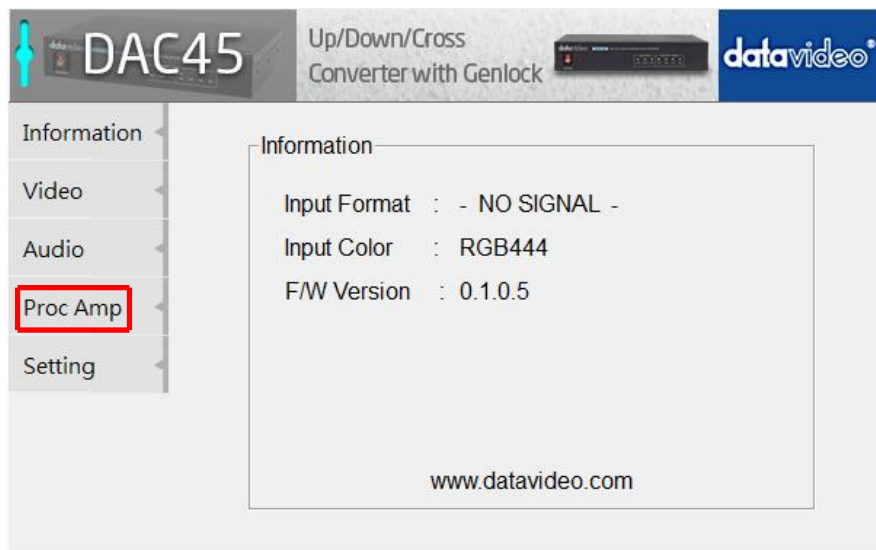 DAC45
Up/Down/Cross
Converter with Genlock
datavideo®
Information
Video
Audio
Proc Amp
Setting
Information
Input Format : - NO SIGNAL -
Input Color : RGB444
F/W Version : 0.1.0.5
www.datavideo.com